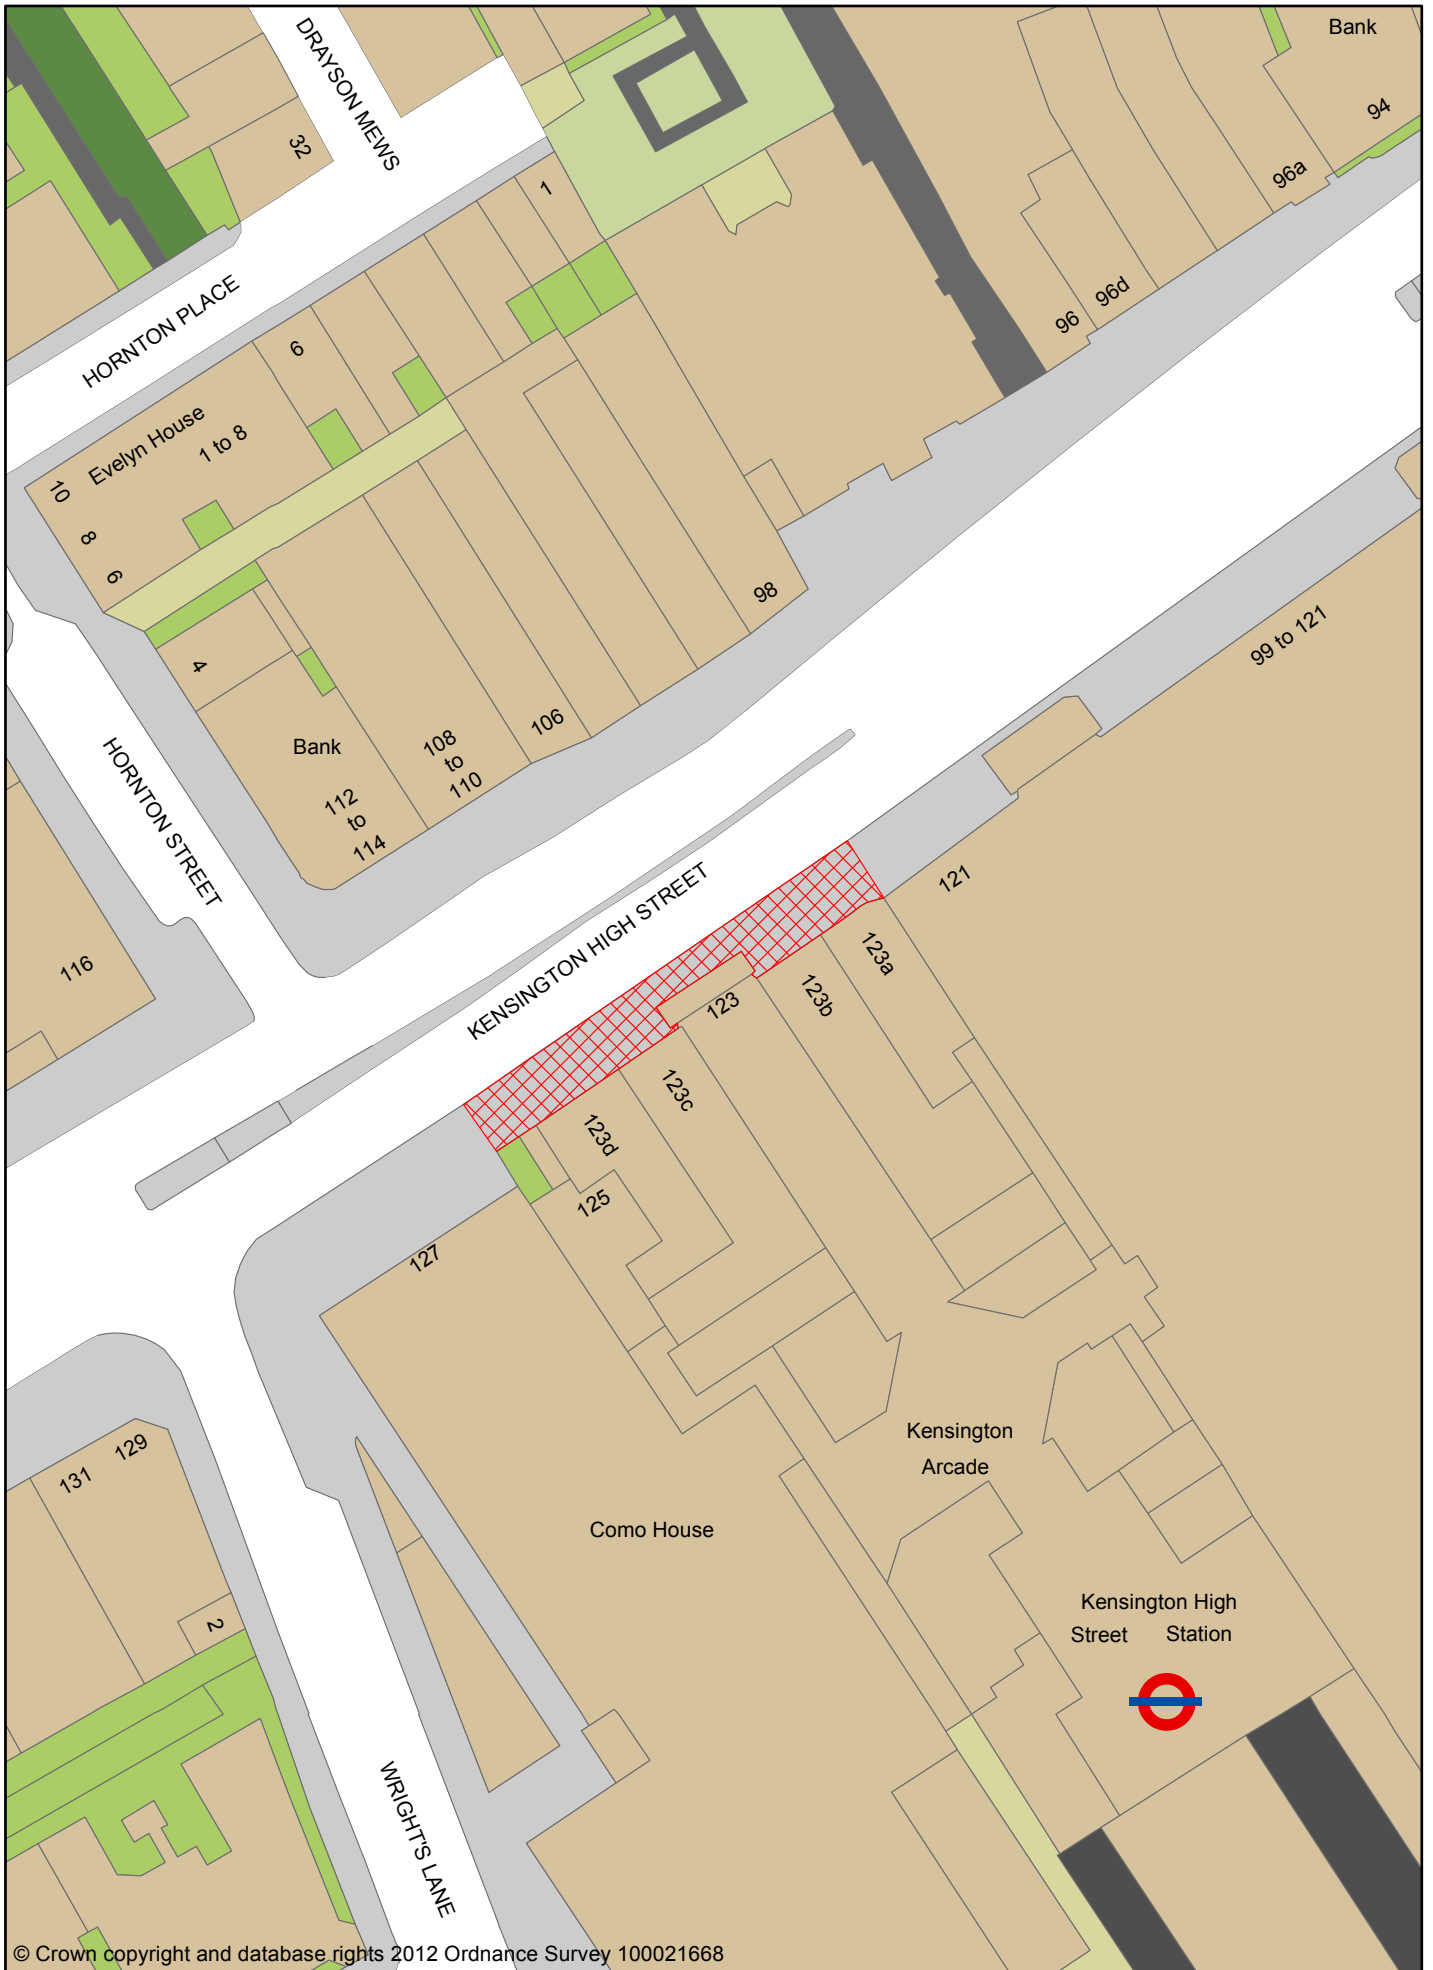 Bank
94
DRAYSON MEWS
32
96a
1
96d
96
HORNTON PLACE
6
Evelyn House
1 to 8
10
8
6
98
99 to 121
4
106
Bank
108
to
110
112
to
114
HORNTON STREET
KENSINGTON HIGH STREET
121
116
123a
123b
123
123c
123d
125
127
Kensington
Arcade
129
131
Como House
2
Kensington High
Street Station
WRIGHT'S LANE
© Crown copyright and database rights 2012 Ordnance Survey 100021668